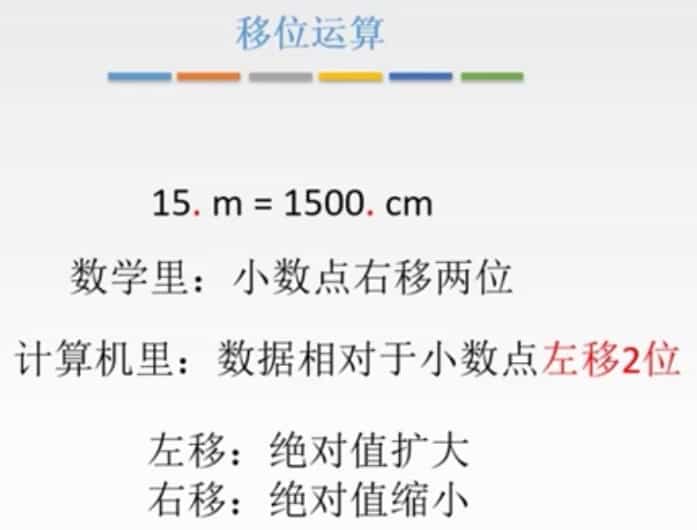 移位运算
15. m = 1500. cm
数学里：小数点右移两位
计算机里：数据相对于小数点左移2位
左移：绝对值扩大
右移：绝对值缩小